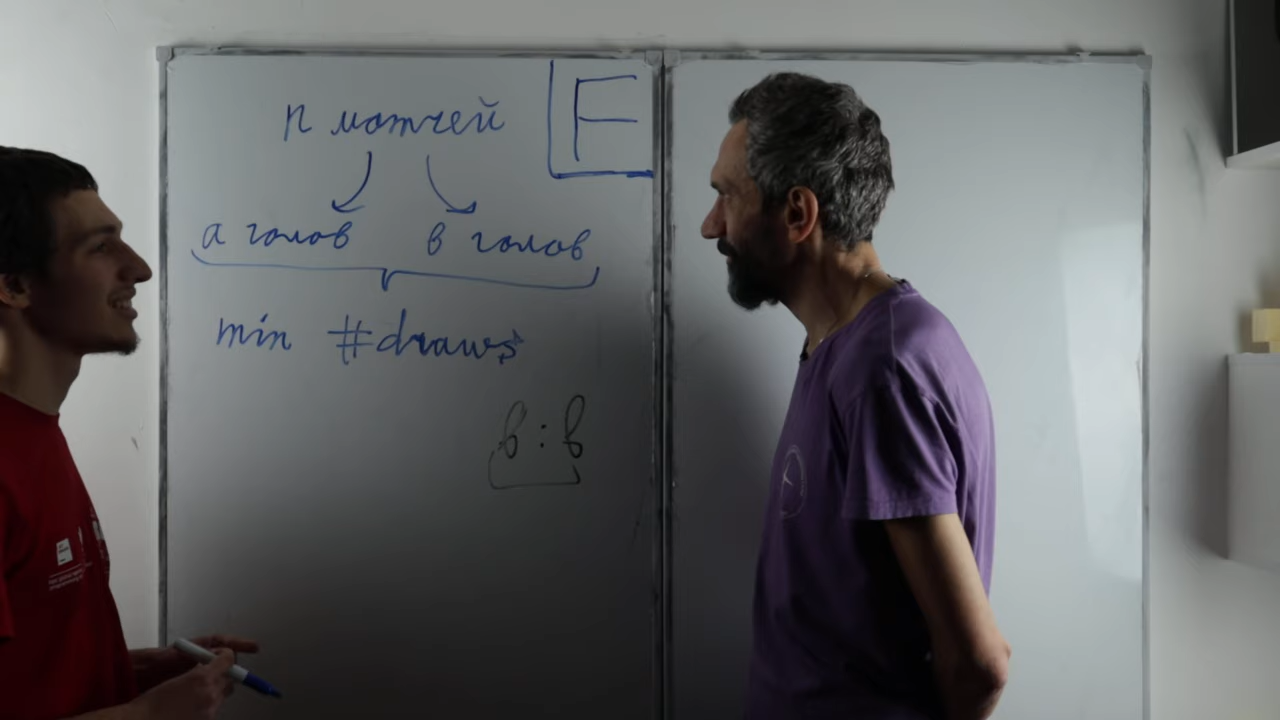 n матчей
F
a голов b голов
min #draws
b : b